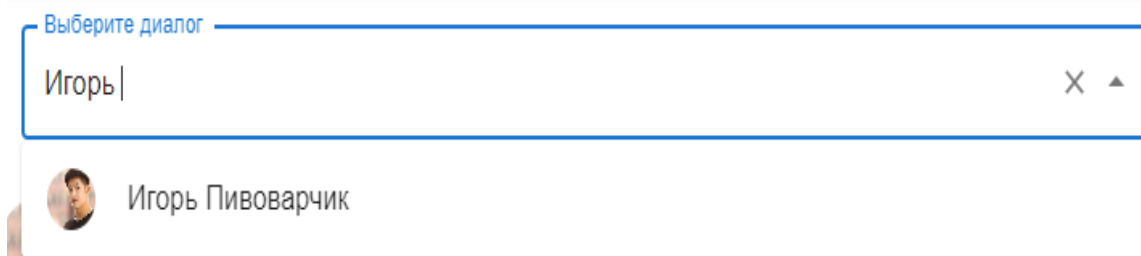 Выберите диалог
Игорь
Игорь Пивоварчик